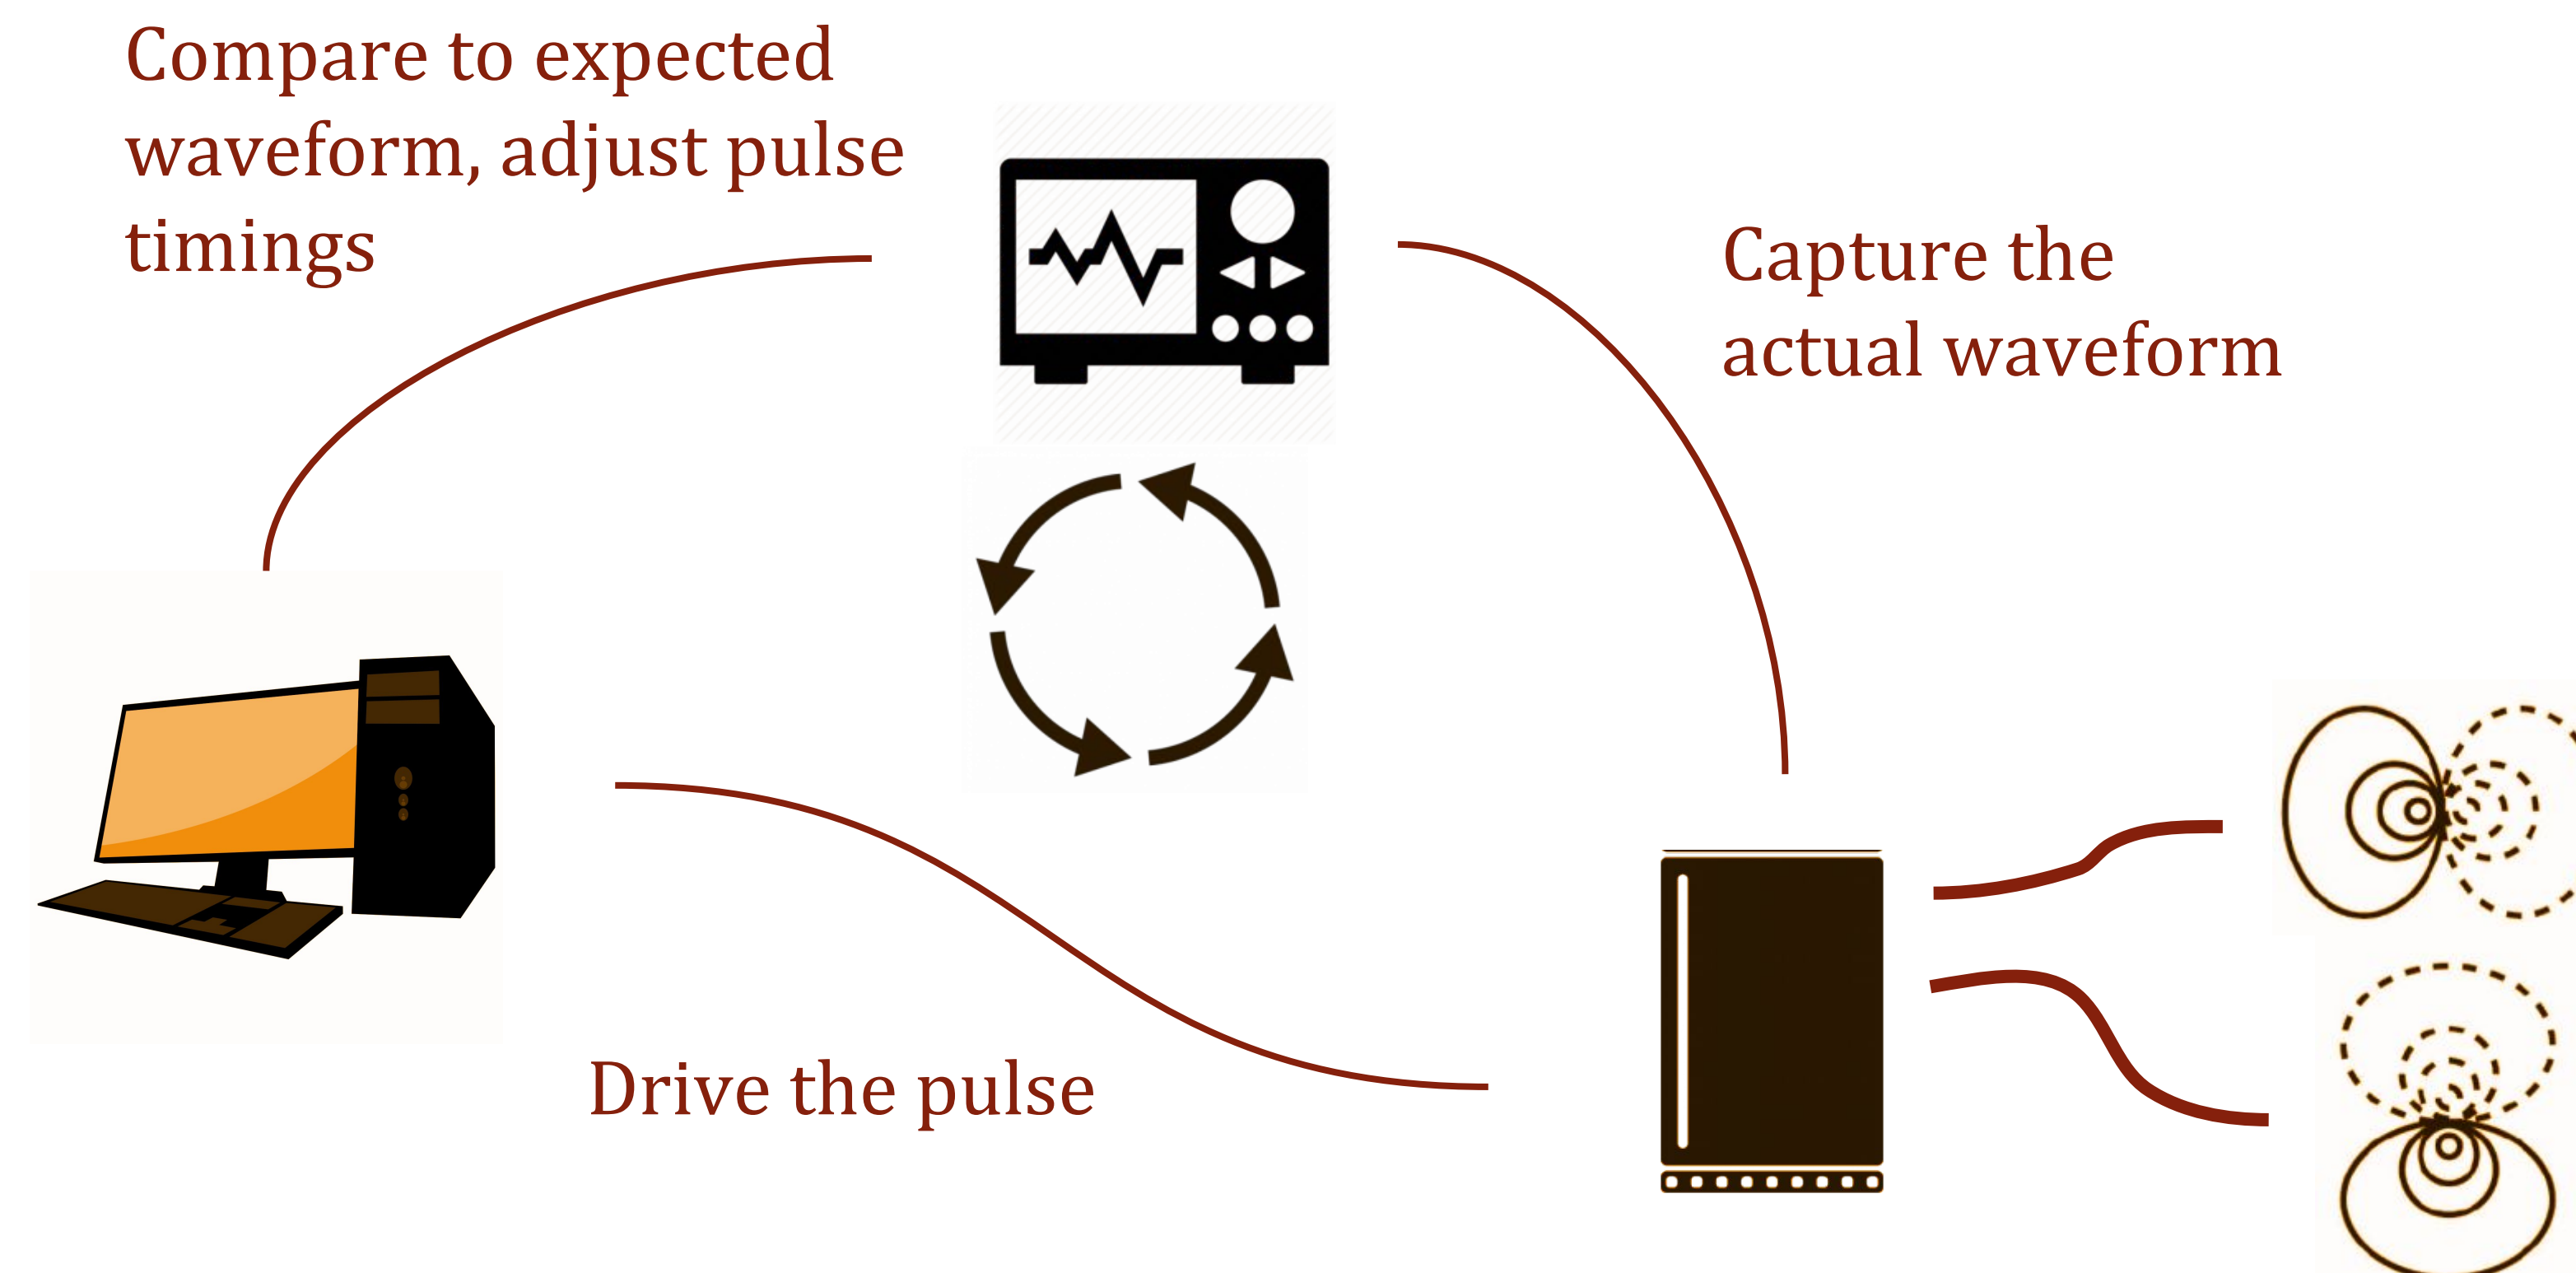 Compare to expected
waveform, adjust pulse
timings
Capture the
actual waveform
Drive the pulse